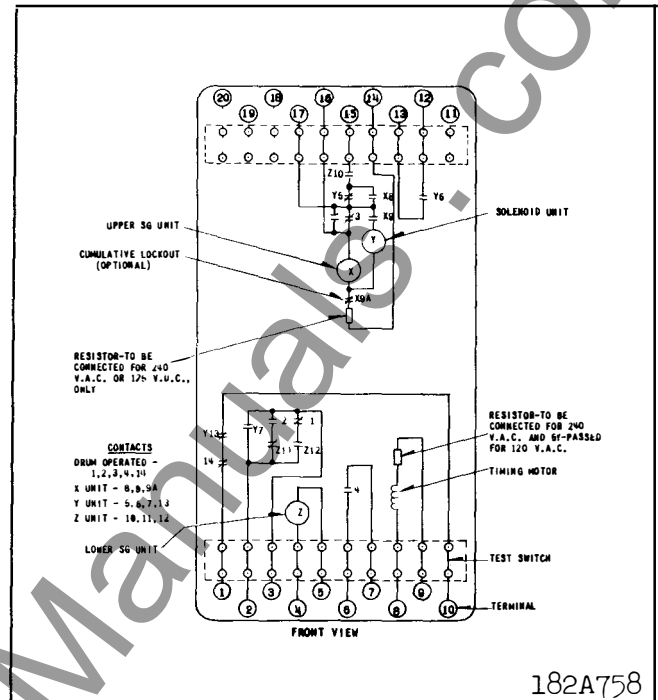 20 18 16 14 12
19 17 15 13 11
Z10
Y5 X8
3 X9
Y6
Y
UPPER SG UNIT
SOLENOID UNIT
CUMULATIVE LOCKOUT
(OPTIONAL)
X
X9A
RESISTOR-TO BE
CONNECTED FOR 240
V.A.C. OR 125 V.D.C.,
ONLY
RESISTOR-TO BE
CONNECTED FOR 240
V.A.C. AND BY-PASSED
FOR 120 V.A.C.
TIMING MOTOR
CONTACTS
DRUM OPERATED -
1,2,3,4,14
X UNIT - 8,9,9A
Y UNIT - 5,6,7,13
Z UNIT - 10,11,12
Y13 Y7 2 1
14 Z11 Z12
4
Z
LOWER SG UNIT
TEST SWITCH
1 3 5 7 9
2 4 6 8 10
TERMINAL
FRONT VIEW
182A758
Manuals.co